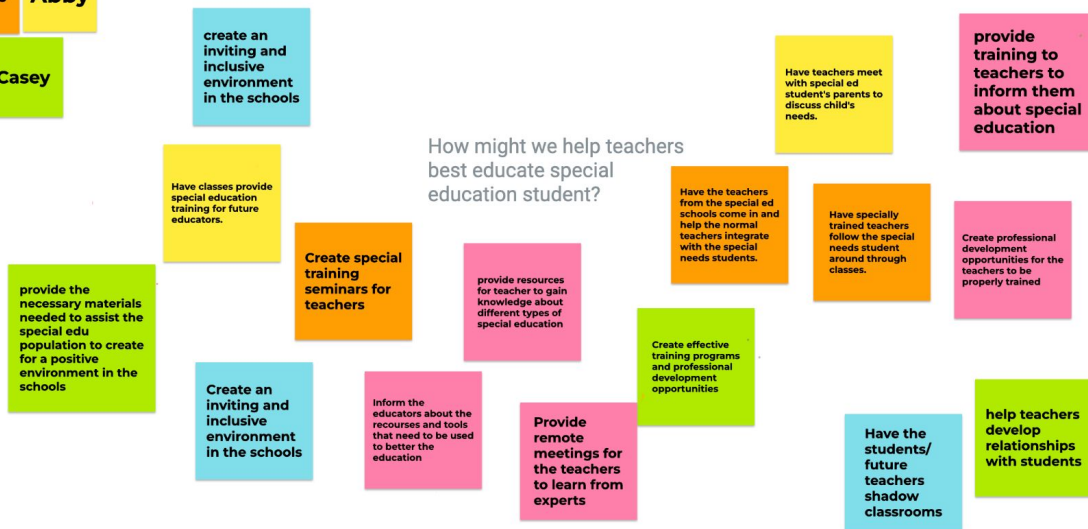 Abby
Casey
create an
inviting and
inclusive
environment
in the schools
Have teachers meet
with special ed
student's parents to
discuss child's
needs.
provide
training to
teachers to
inform them
about special
education
How might we help teachers
best educate special
education student?
Have classes provide
special education
training for future
educators.
Have the teachers
from the special ed
schools come in and
help the normal
teachers integrate
with the special
needs students.
Have specially
trained teachers
follow the special
needs student
around through
classes.
Create professional
development
opportunities for the
teachers to be
properly trained
Create special
training
seminars for
teachers
provide resources
for teacher to gain
knowledge about
different types of
special education
provide the
necessary materials
needed to assist the
special edu
population to create
for a positive
environment in the
schools
Create effective
training programs
and professional
development
opportunities
Create an
inviting and
inclusive
environment
in the schools
Inform the
educators about the
recourses and tools
that need to be used
to better the
education
Provide
remote
meetings for
the teachers
to learn from
experts
Have the
students/
future
teachers
shadow
classrooms
help teachers
develop
relationships
with students